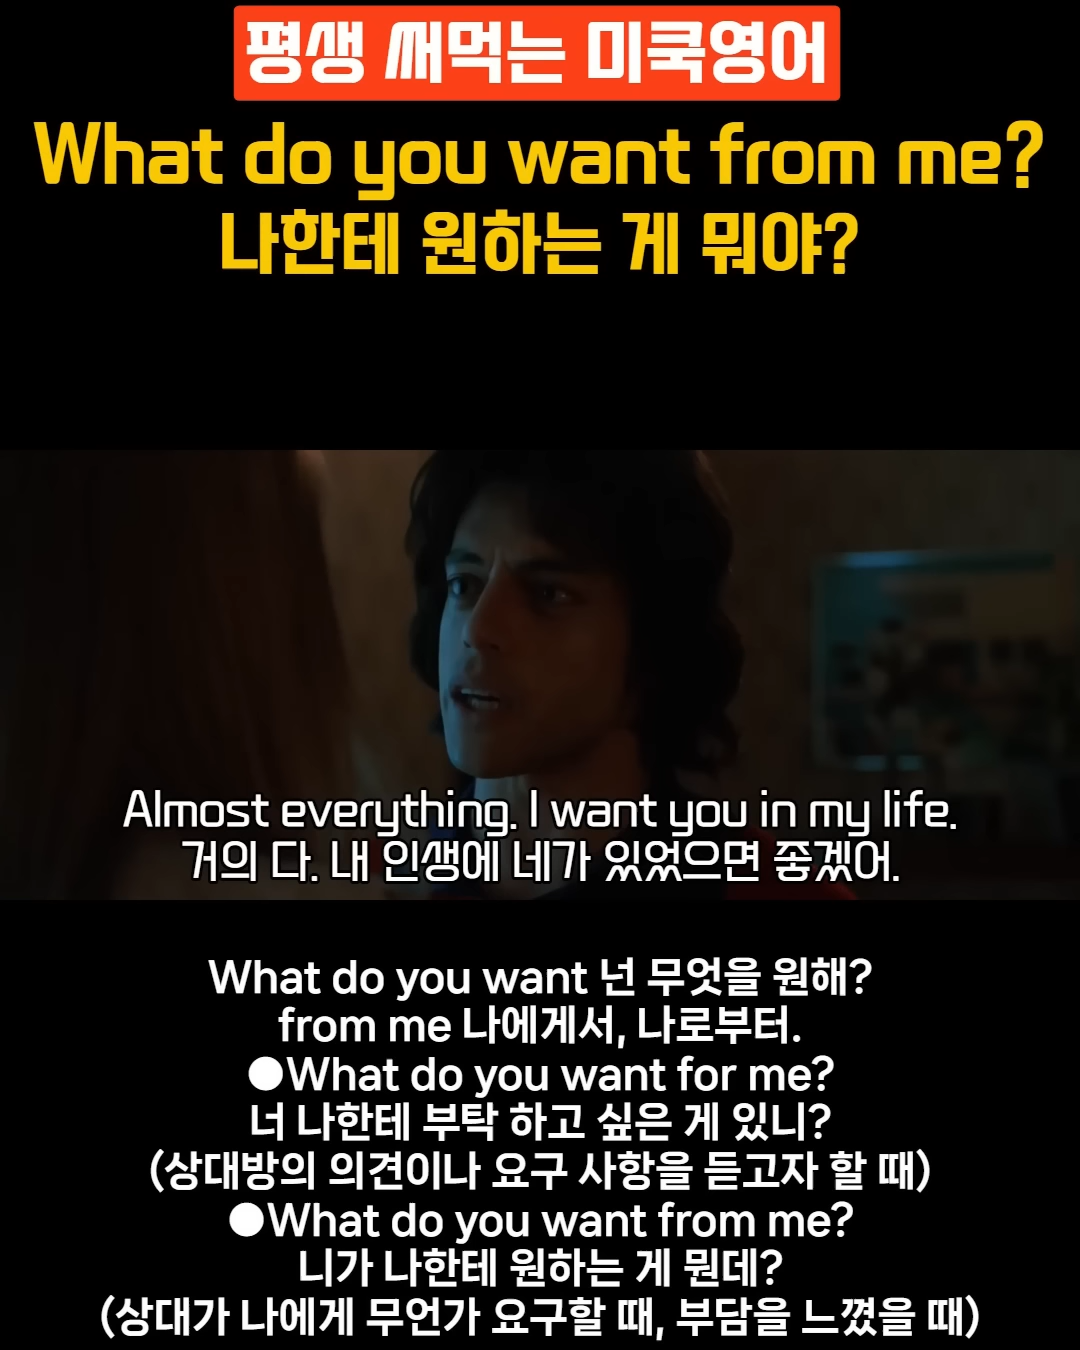 평생 써먹는 미쿡영어
What do you want from me?
나한테 원하는 게 뭐야?
Almost everything. I want you in my life.
거의 다. 내 인생에 네가 있었으면 좋겠어.
What do you want 넌 무엇을 원해?
from me 나에게서, 나로부터.
●What do you want for me?
너 나한테 부탁 하고 싶은 게 있니?
(상대방의 의견이나 요구 사항을 듣고자 할 때)
●What do you want from me?
니가 나한테 원하는 게 뭔데?
(상대가 나에게 무언가 요구할 때, 부담을 느꼈을 때)